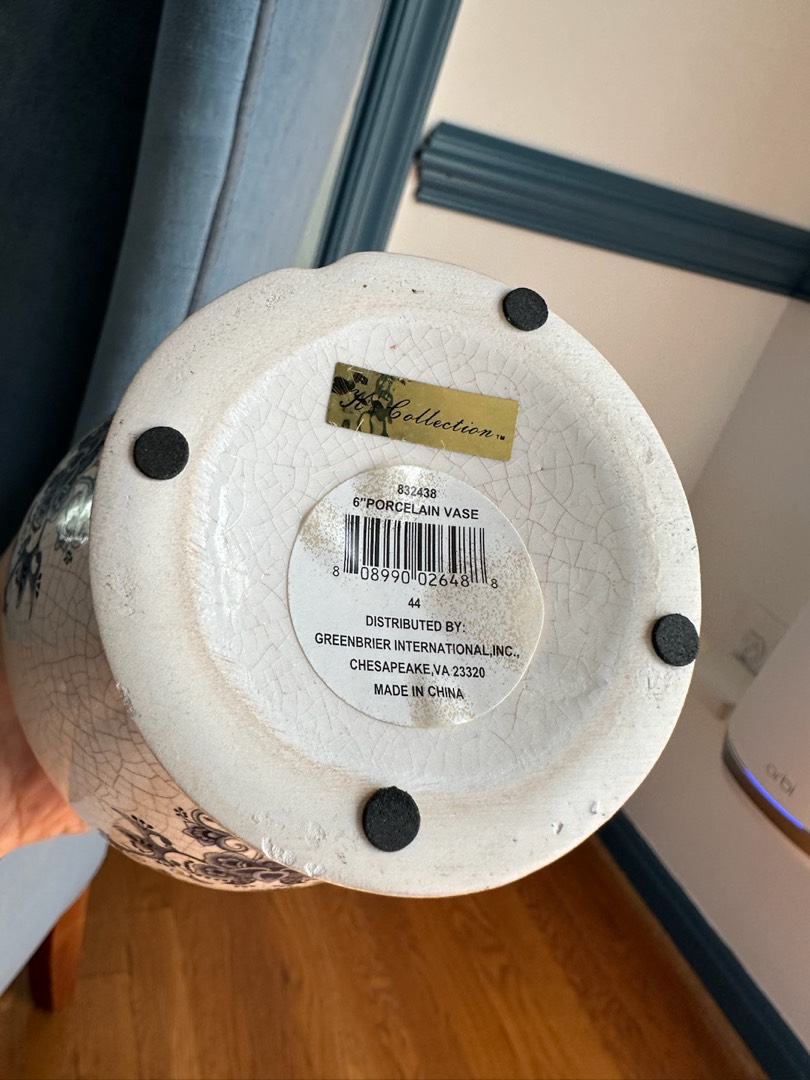 Collection™
832438
6"PORCELAIN VASE
8 08990 02648 8
44
DISTRIBUTED BY:
GREENBRIER INTERNATIONAL,INC.,
CHESAPEAKE,VA 23320
MADE IN CHINA
orbi